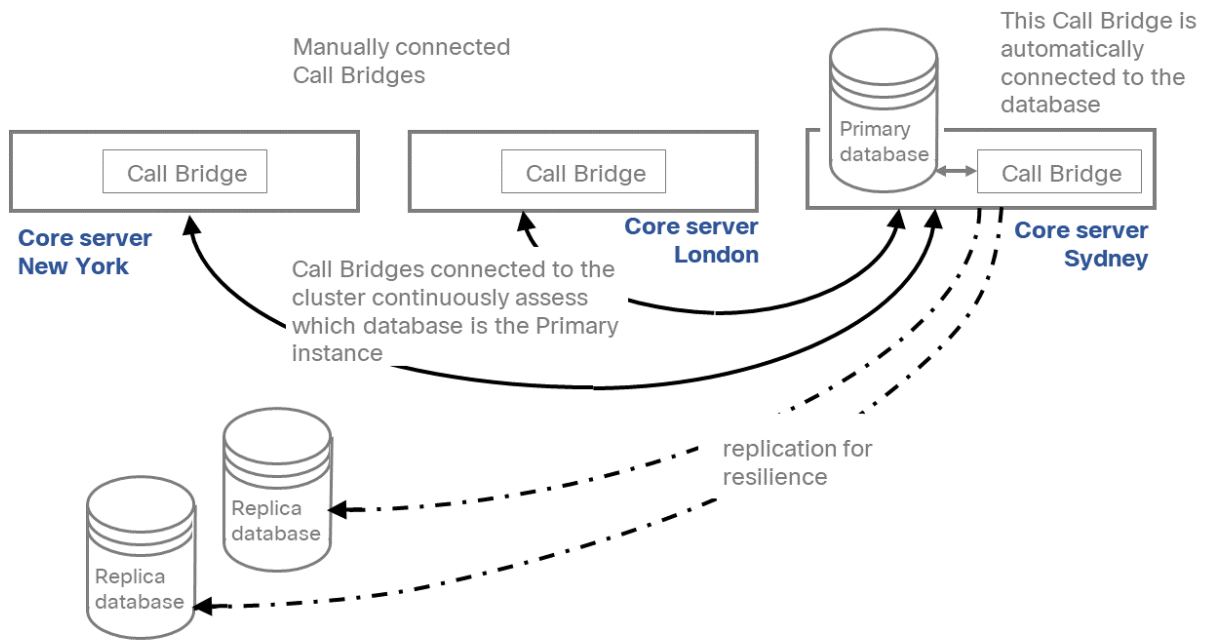 Manually connected
Call Bridges
This Call Bridge is
automatically
connected to the
database
Primary
database
Call Bridge
Call Bridge
Call Bridge
Core server
New York
Core server
London
Core server
Sydney
Call Bridges connected to the
cluster continuously assess
which database is the Primary
instance
replication for
resilience
Replica
database
Replica
database